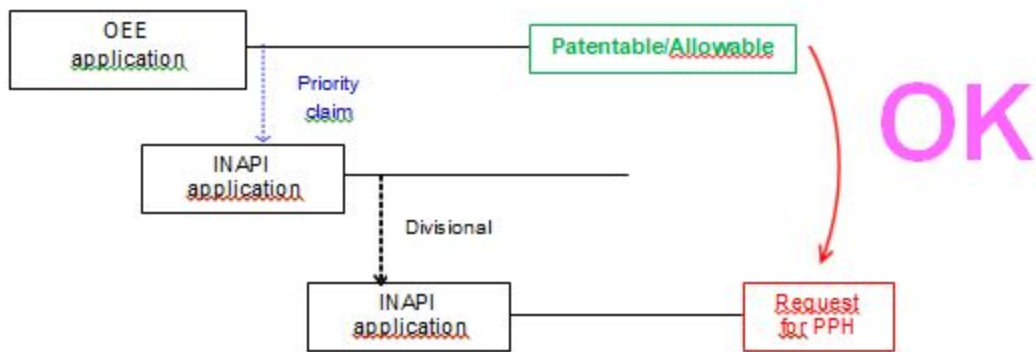 OEE
application
Patentable/Allowable
OK
Priority
claim
INAPI
application
Divisional
INAPI
application
Request
for PPH